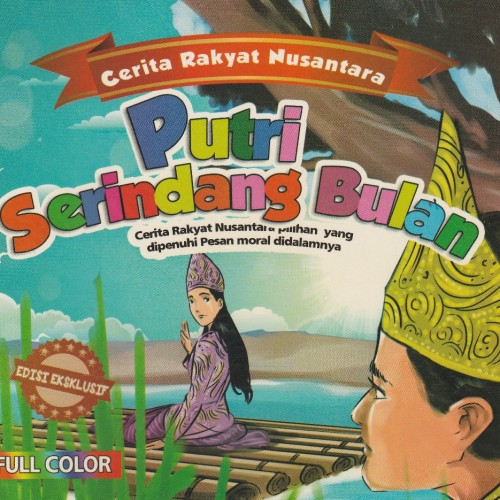 Cerita Rakyat Nusantara
Putri
Serindang Bulan
Cerita Rakyat Nusantara pilihan yang
dipenuhi Pesan moral didalamnya
EDISI EKSKLUSIF
FULL COLOR